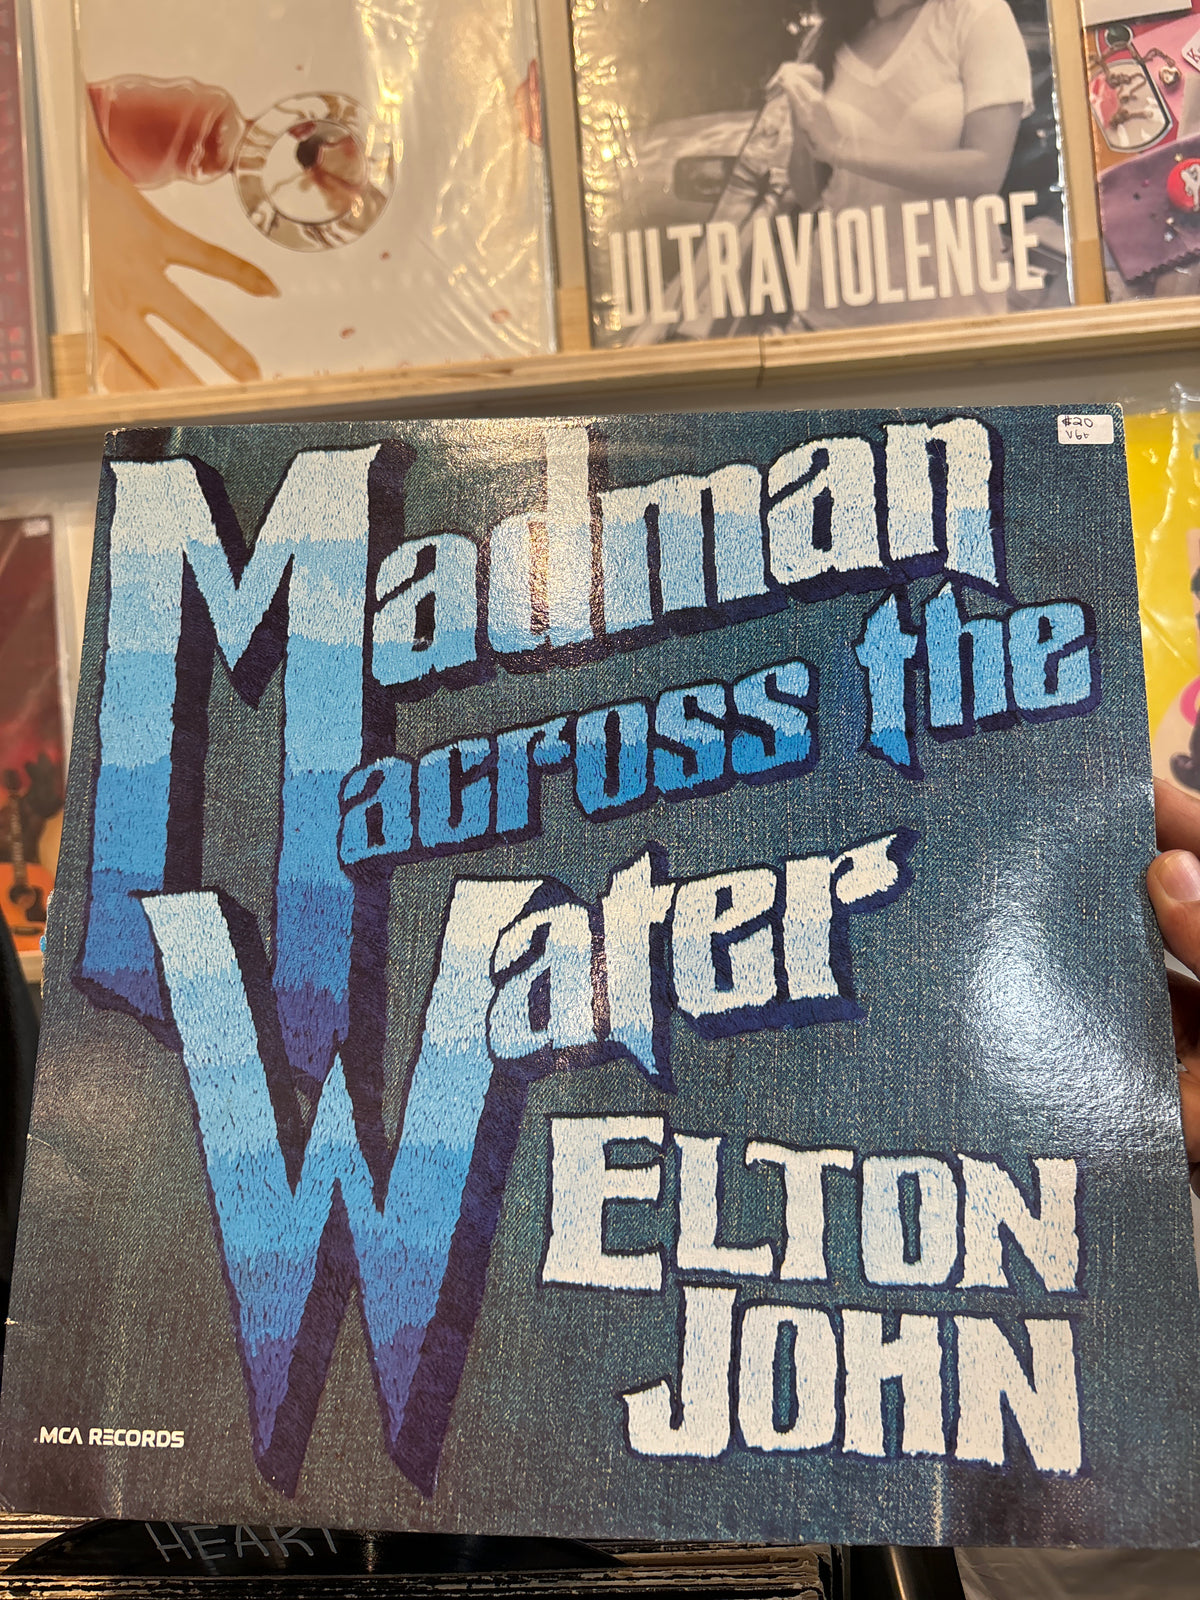 ULTRAVIOLENCE
$20
VG+
Madman
across the
Water
ELTON
JOHN
MCA RECORDS
HEART